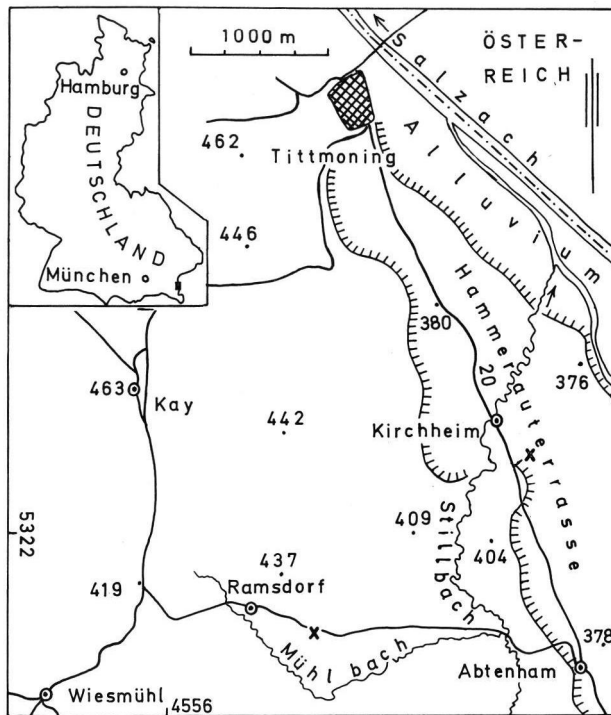 1000 m
ÖSTER-
REICH
Hamburg
DEUTSCHLAND
München
Salzach
Alluvium
462
Tittmoning
446
Hammerauterrasse
380
20
376
463
Kay
442
Kirchheim
x
5322
409
404
Stillbach
437
419
Ramsdorf
x
Mühlbach
378
Abtenham
Wiesmühl
4556